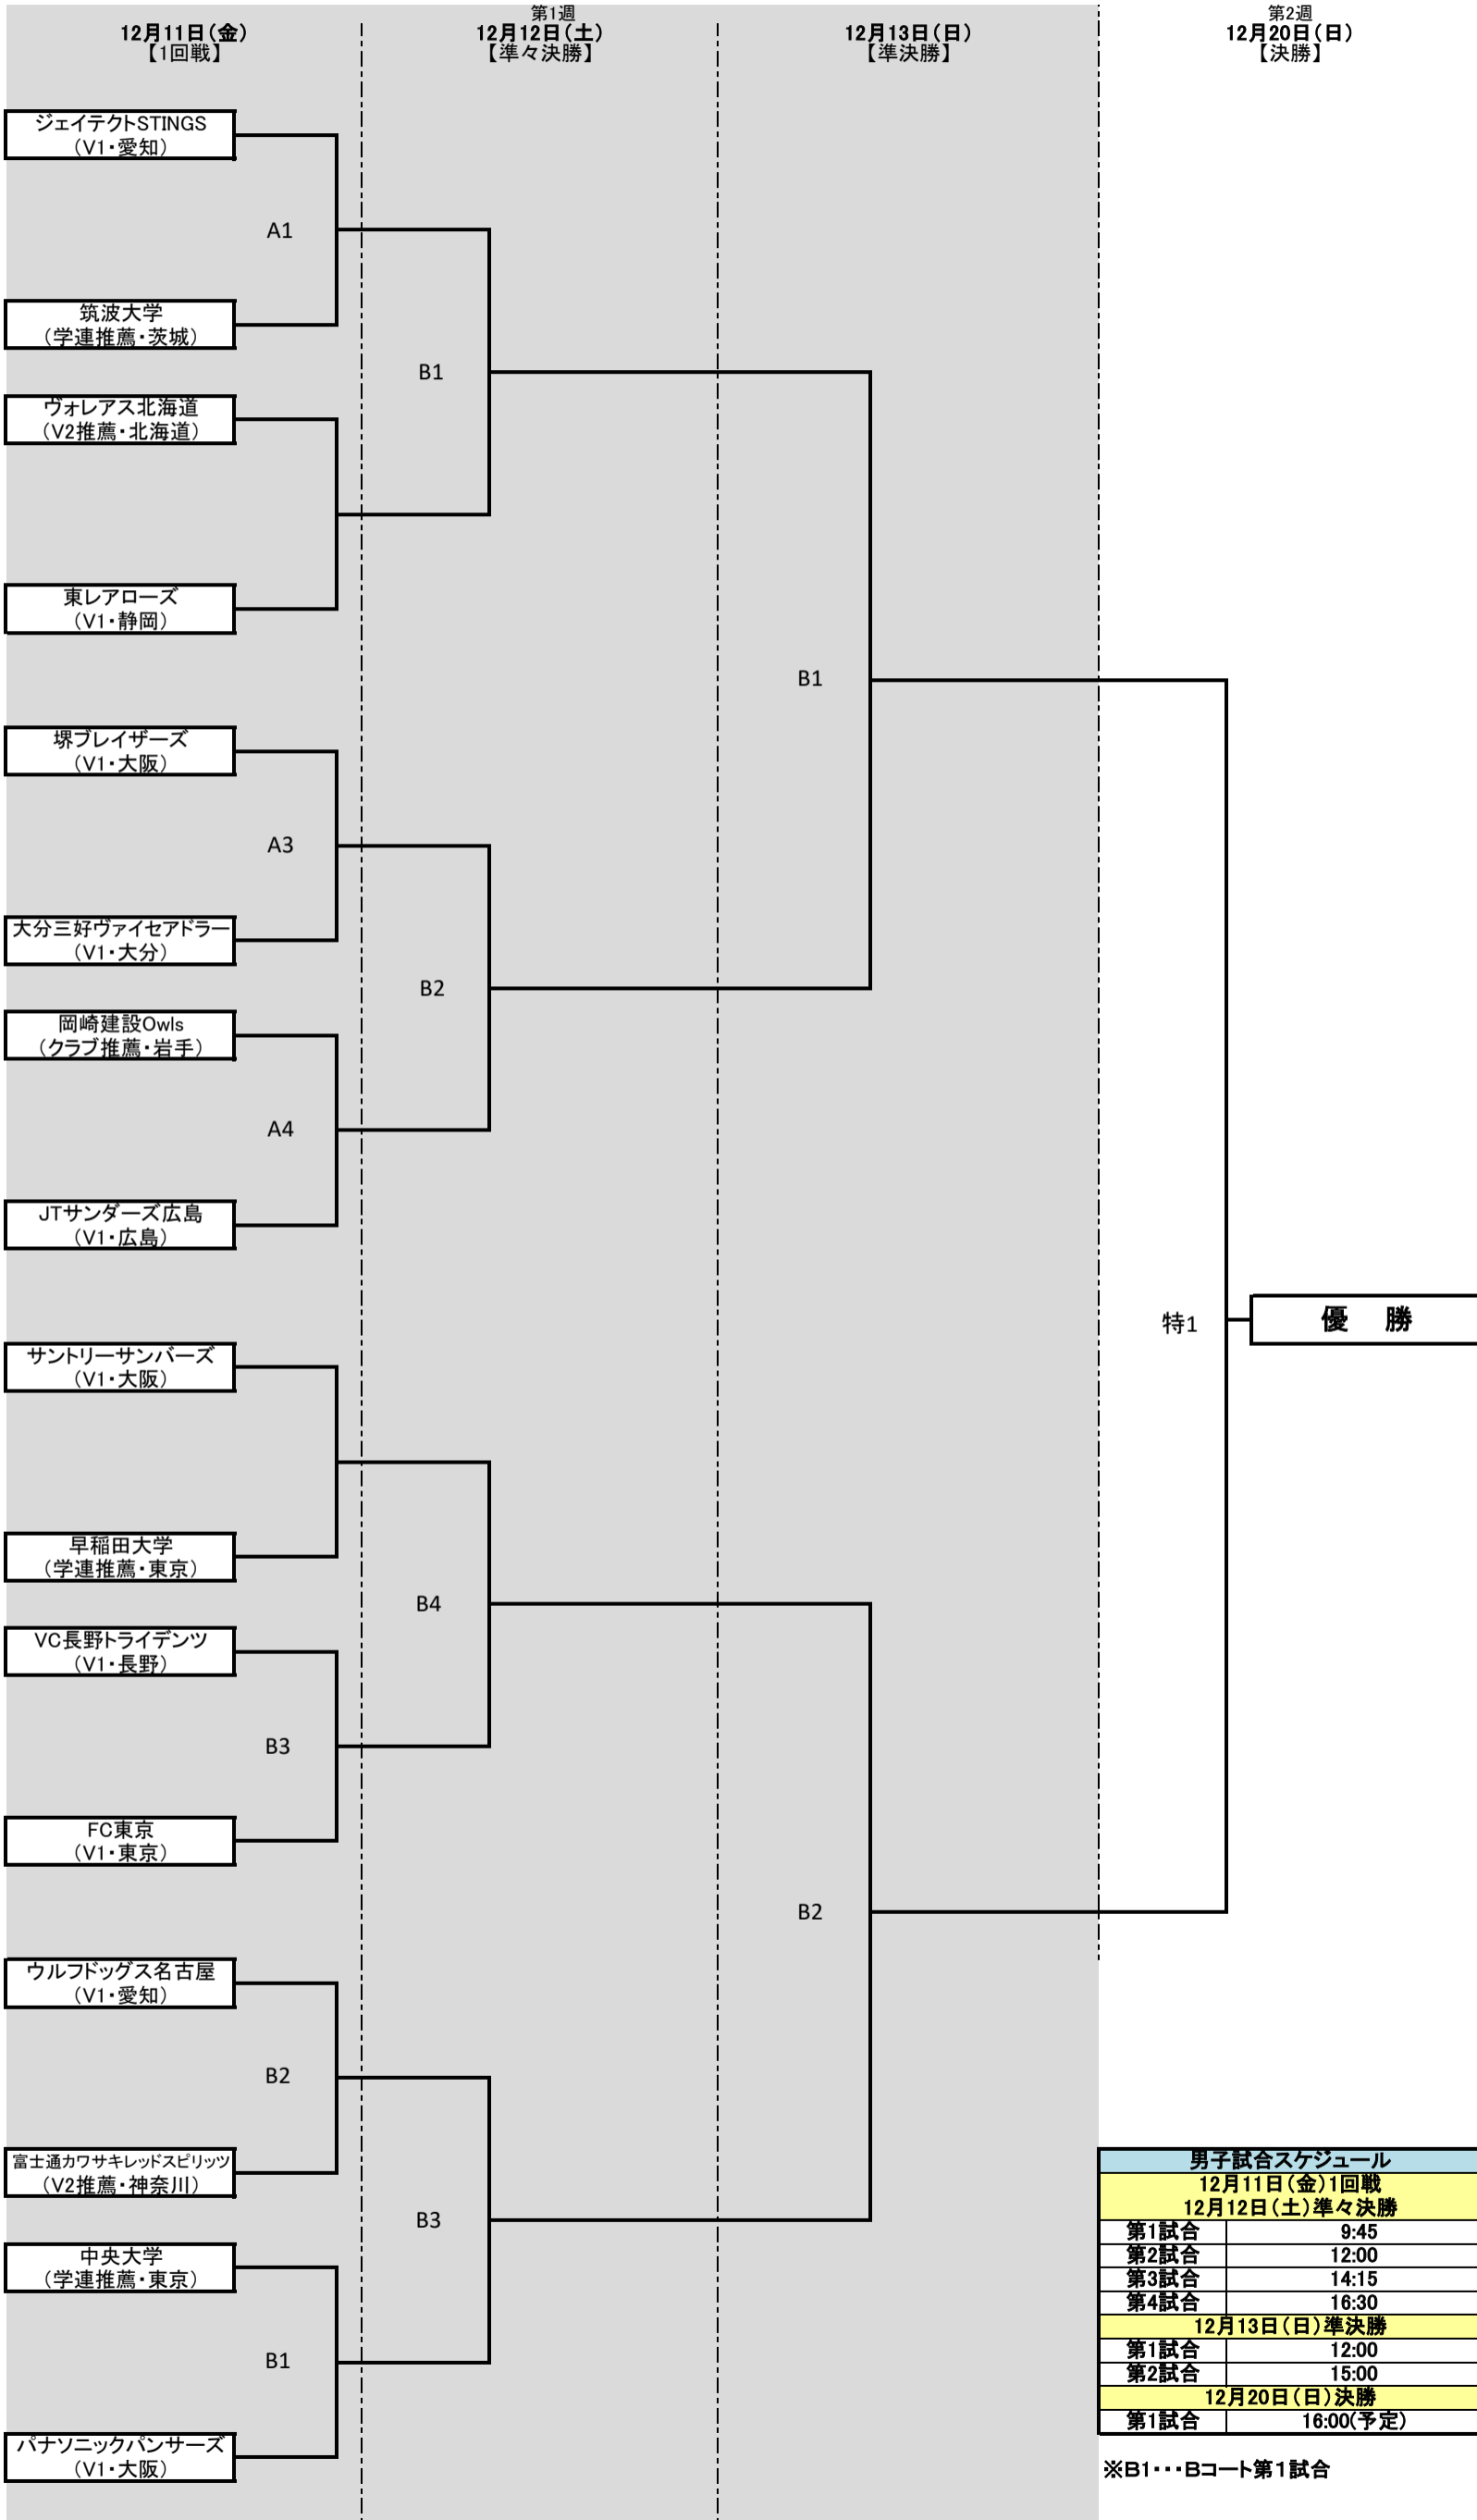 第1週
第2週
12月11日(金)
12月12日(土)
12月13日(日)
12月20日(日)
【1回戦】
【準々決勝】
【準決勝】
【決勝】
ジェイテクトSTINGS
(V1・愛知)
A1
筑波大学
(学連推薦・茨城)
B1
ヴォレアス北海道
(V2推薦・北海道)
東レアローズ
(V1・静岡)
B1
堺ブレイザーズ
(V1・大阪)
A3
大分三好ヴァイセアドラー
(V1・大分)
B2
岡崎建設Owls
(クラブ推薦・岩手)
A4
JTサンダーズ広島
(V1・広島)
特1
優　勝
サントリーサンバーズ
(V1・大阪)
早稲田大学
(学連推薦・東京)
B4
VC長野トライデンツ
(V1・長野)
B3
FC東京
(V1・東京)
B2
ウルフドッグス名古屋
(V1・愛知)
B2
富士通カワサキレッドスピリッツ
(V2推薦・神奈川)
B3
中央大学
(学連推薦・東京)
B1
パナソニックパンサーズ
(V1・大阪)
男子試合スケジュール
12月11日(金)1回戦
12月12日(土)準々決勝
第1試合 9:45
第2試合 12:00
第3試合 14:15
第4試合 16:30
12月13日(日)準決勝
第1試合 12:00
第2試合 15:00
12月20日(日)決勝
第1試合 16:00(予定)
※B1・・・Bコート第1試合